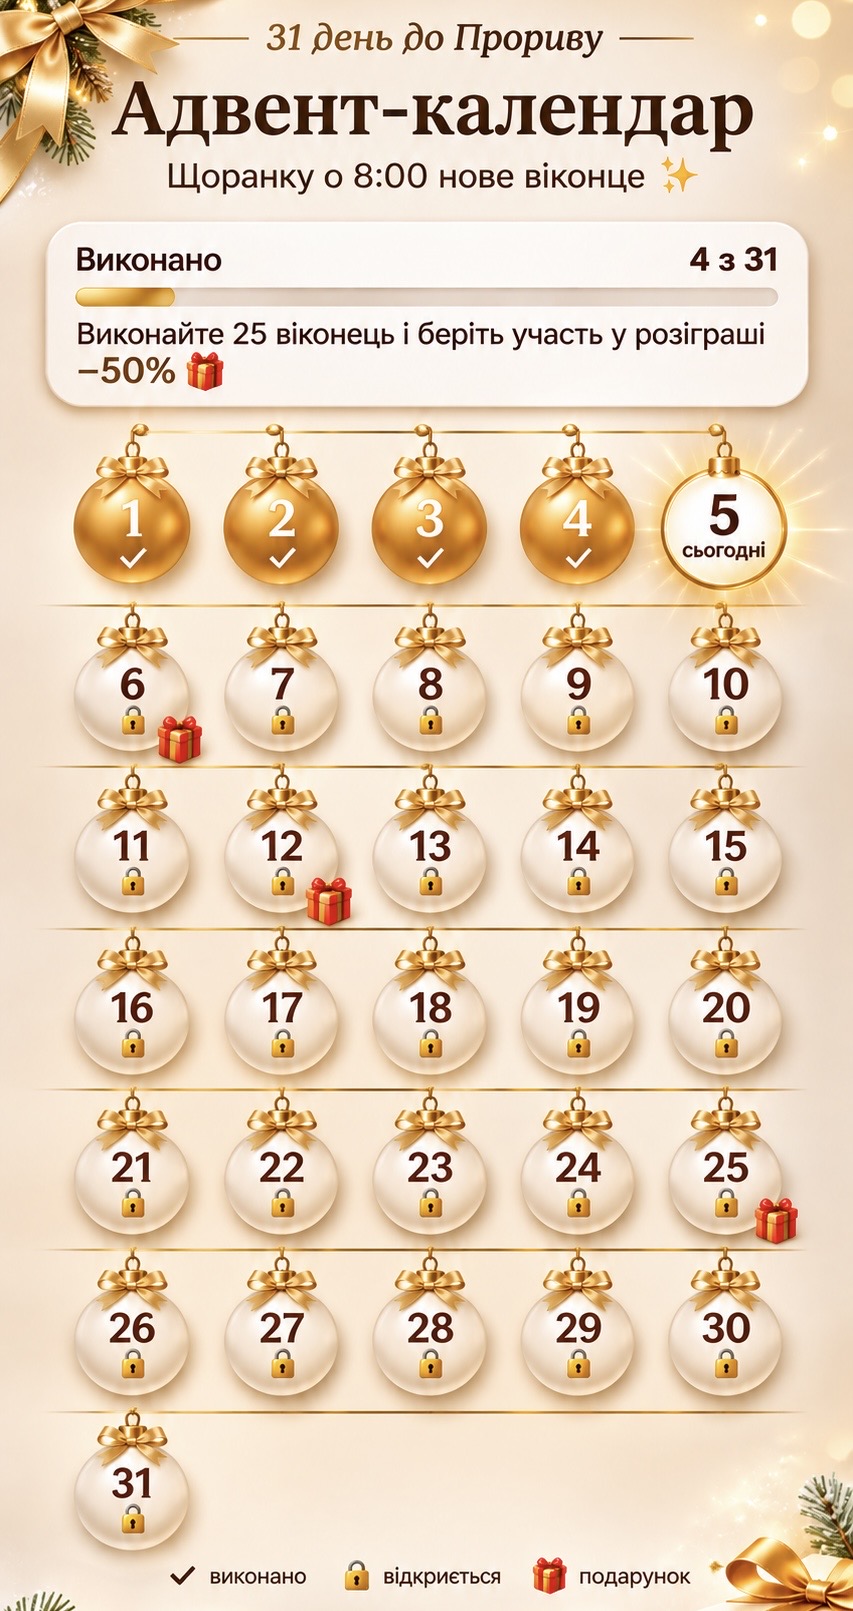 31 день до Прориву
Адвент-календар
Щоранку о 8:00 нове віконце ✨
Виконано 4 з 31
Виконайте 25 віконець і беріть участь у розіграші
–50% 🎁
1 2 3 4 5
сьогодні
6 7 8 9 10
11 12 13 14 15
16 17 18 19 20
21 22 23 24 25
26 27 28 29 30
31
виконано відкриється подарунок